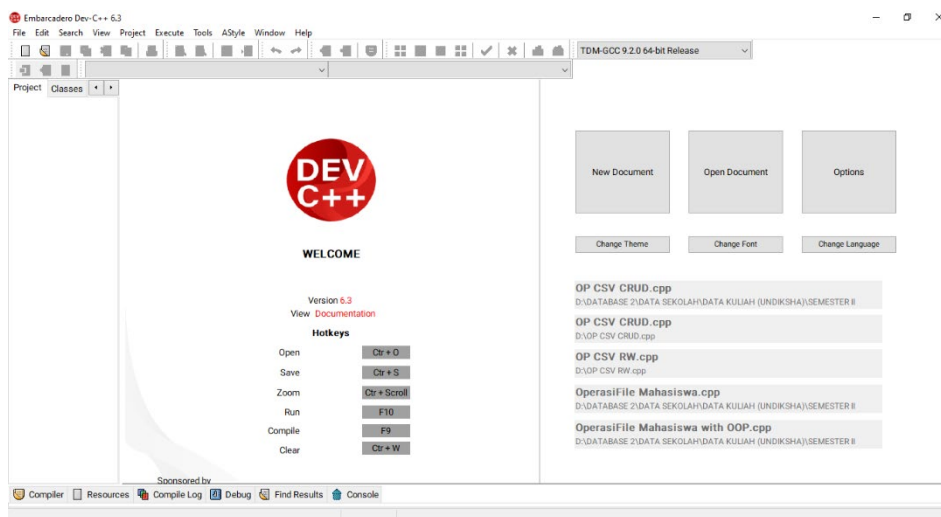 Embarcadero Dev-C++ 6.3
File Edit Search View Project Execute Tools AStyle Window Help
TDM-GCC 9.2.0 64-bit Release
Project Classes
DEV
C++
WELCOME
Version 6.3
View Documentation
Hotkeys
Open Ctr + O
Save Ctr + S
Zoom Ctr + Scroll
Run F10
Compile F9
Clear Ctr + W
Sponsored by
New Document Open Document Options
Change Theme Change Font Change Language
OP CSV CRUD.cpp
D:\DATABASE 2\DATA SEKOLAH\DATA KULIAH (UNDIKSHA)\SEMESTER II
OP CSV CRUD.cpp
D:\OP CSV CRUD.cpp
OP CSV RW.cpp
D:\OP CSV RW.cpp
OperasiFile Mahasiswa.cpp
D:\DATABASE 2\DATA SEKOLAH\DATA KULIAH (UNDIKSHA)\SEMESTER II
OperasiFile Mahasiswa with OOP.cpp
D:\DATABASE 2\DATA SEKOLAH\DATA KULIAH (UNDIKSHA)\SEMESTER II
Compiler Resources Compile Log Debug Find Results Console